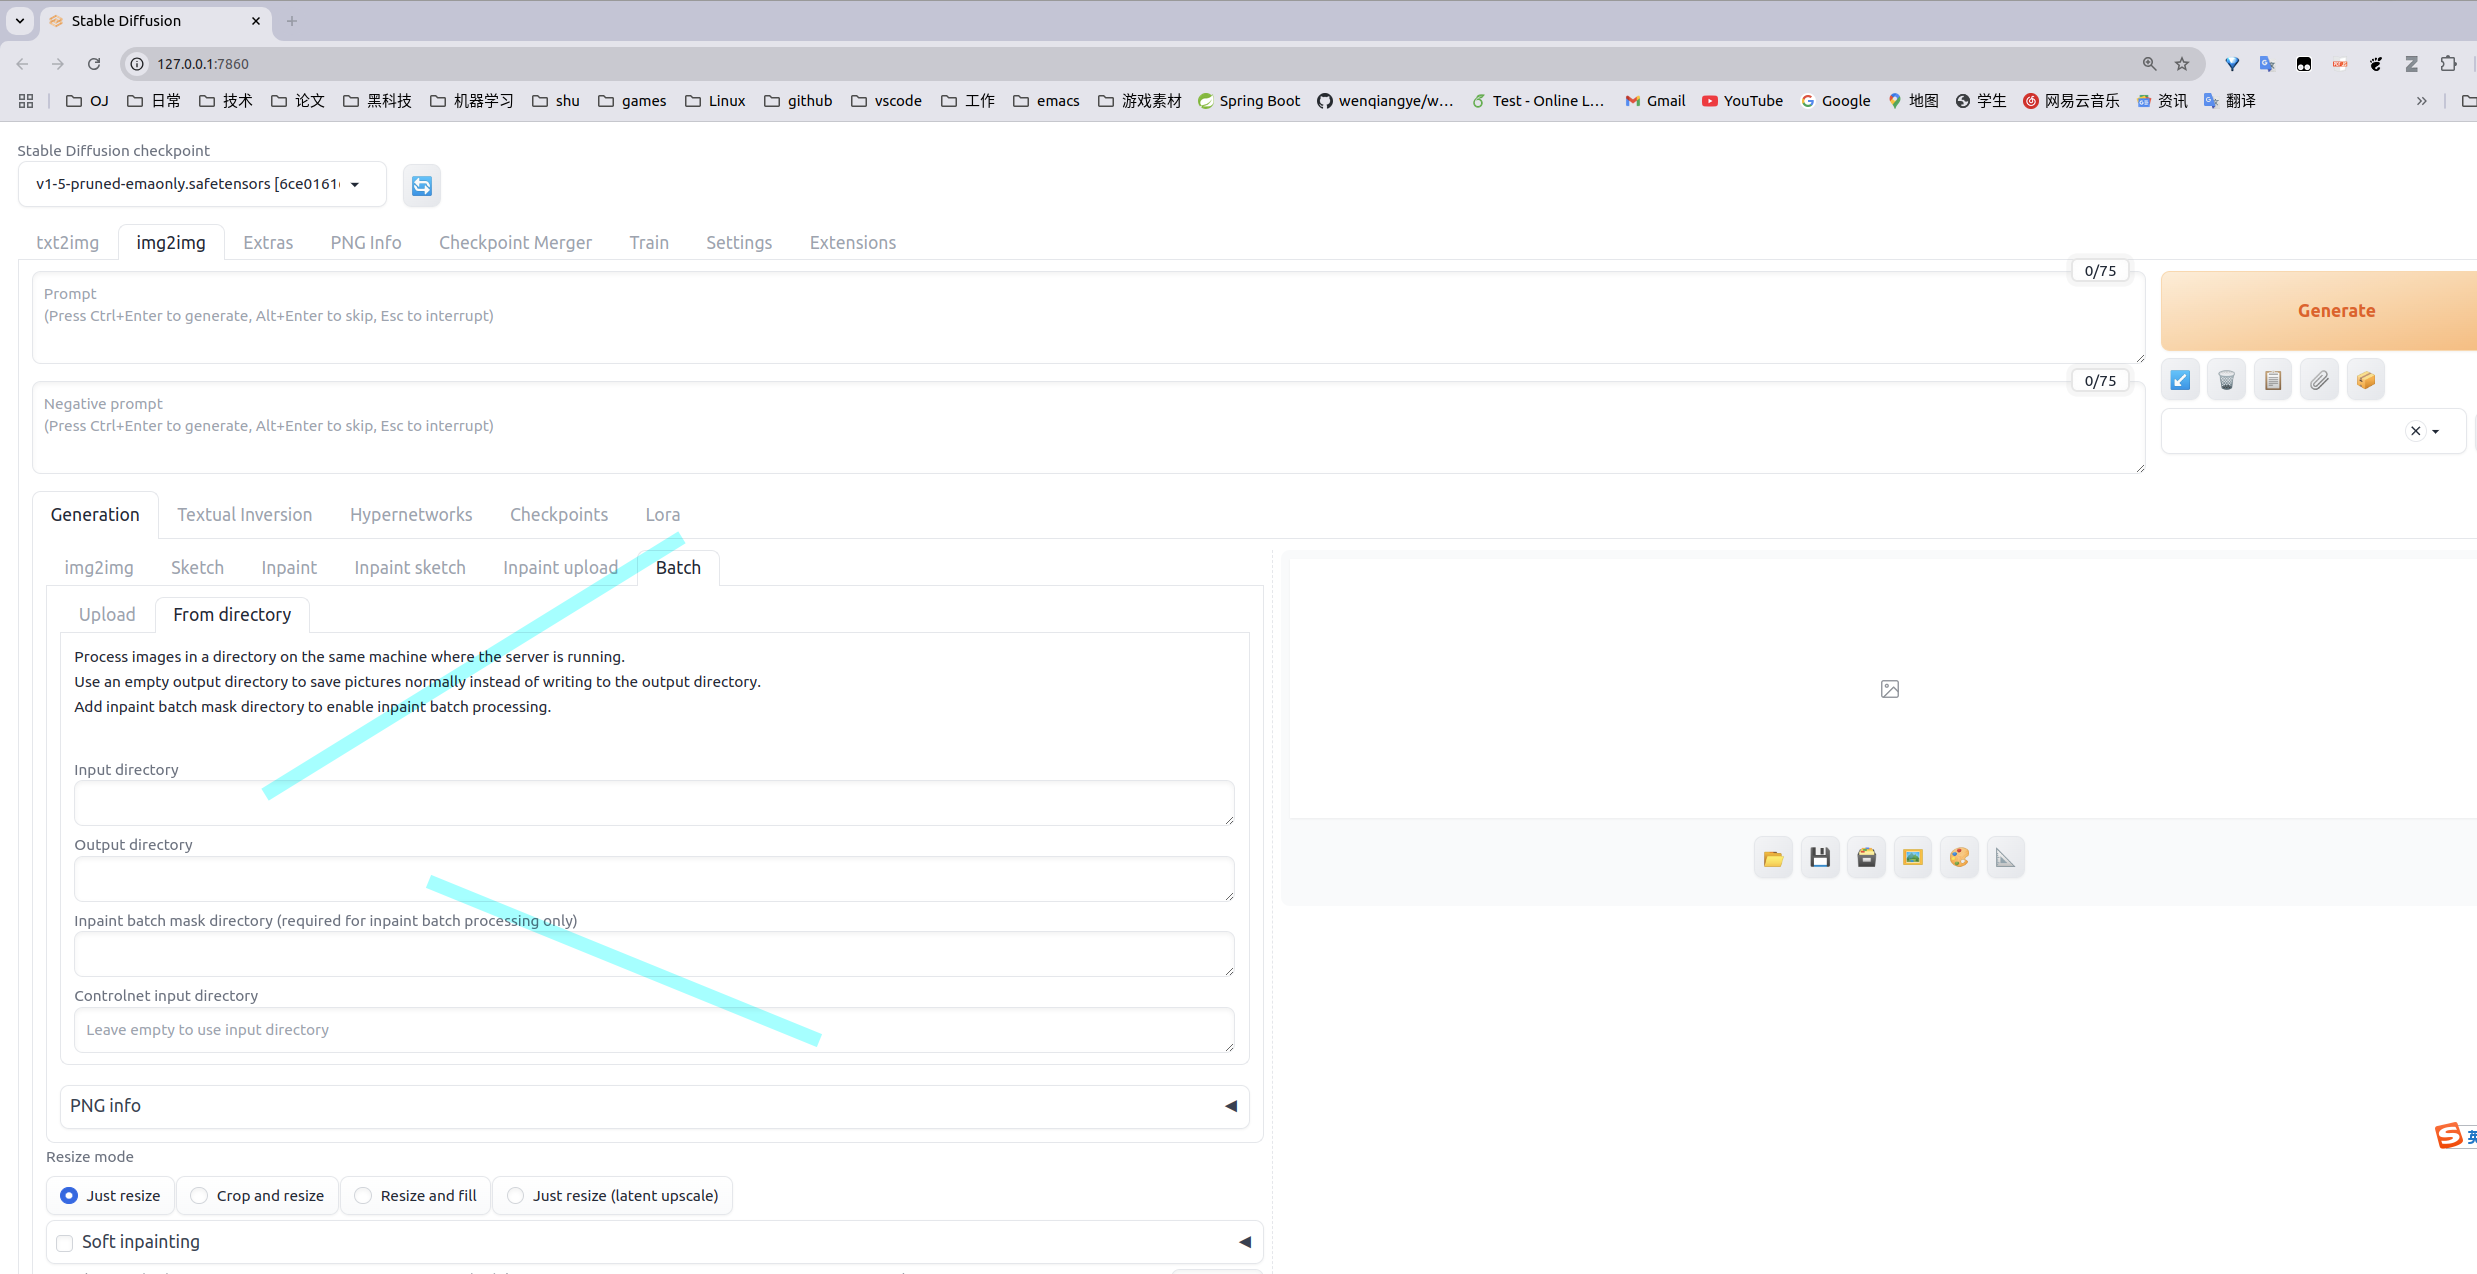 Stable Diffusion
127.0.0.1:7860
OJ 日常 技术 论文 黑科技 机器学习 shu games Linux github vscode 工作 emacs 游戏素材 Spring Boot wenqiangye/w... Test - Online L... Gmail YouTube Google 地图 学生 网易云音乐 资讯 翻译
Stable Diffusion checkpoint
v1-5-pruned-emaonly.safetensors [6ce0161
txt2img img2img Extras PNG Info Checkpoint Merger Train Settings Extensions
0/75
Prompt
(Press Ctrl+Enter to generate, Alt+Enter to skip, Esc to interrupt)
Generate
0/75
Negative prompt
(Press Ctrl+Enter to generate, Alt+Enter to skip, Esc to interrupt)
Generation Textual Inversion Hypernetworks Checkpoints Lora
img2img Sketch Inpaint Inpaint sketch Inpaint upload Batch
Upload From directory
Process images in a directory on the same machine where the server is running.
Use an empty output directory to save pictures normally instead of writing to the output directory.
Add inpaint batch mask directory to enable inpaint batch processing.
Input directory
Output directory
Inpaint batch mask directory (required for inpaint batch processing only)
Controlnet input directory
Leave empty to use input directory
PNG info
Resize mode
Just resize Crop and resize Resize and fill Just resize (latent upscale)
Soft inpainting